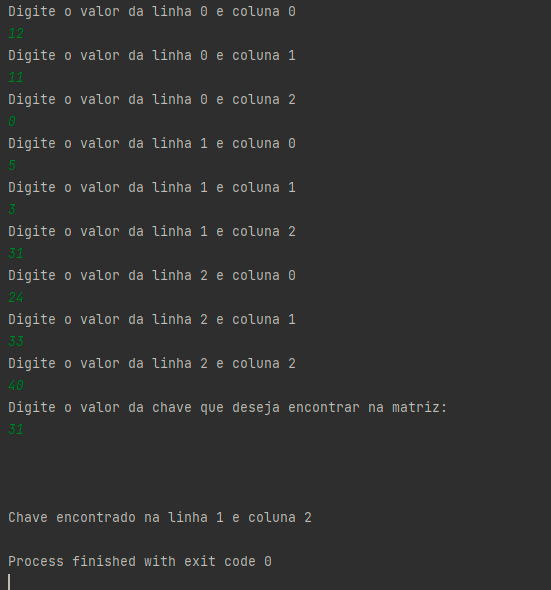 Digite o valor da linha 0 e coluna 0
12
Digite o valor da linha 0 e coluna 1
11
Digite o valor da linha 0 e coluna 2
0
Digite o valor da linha 1 e coluna 0
5
Digite o valor da linha 1 e coluna 1
3
Digite o valor da linha 1 e coluna 2
31
Digite o valor da linha 2 e coluna 0
24
Digite o valor da linha 2 e coluna 1
33
Digite o valor da linha 2 e coluna 2
40
Digite o valor da chave que deseja encontrar na matriz:
31
Chave encontrado na linha 1 e coluna 2
Process finished with exit code 0